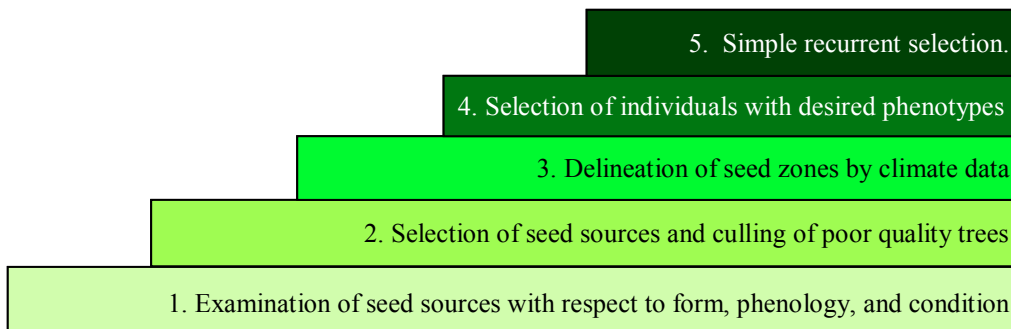 5.  Simple recurrent selection.
4. Selection of individuals with desired phenotypes
3. Delineation of seed zones by climate data
2. Selection of seed sources and culling of poor quality trees
1. Examination of seed sources with respect to form, phenology, and condition